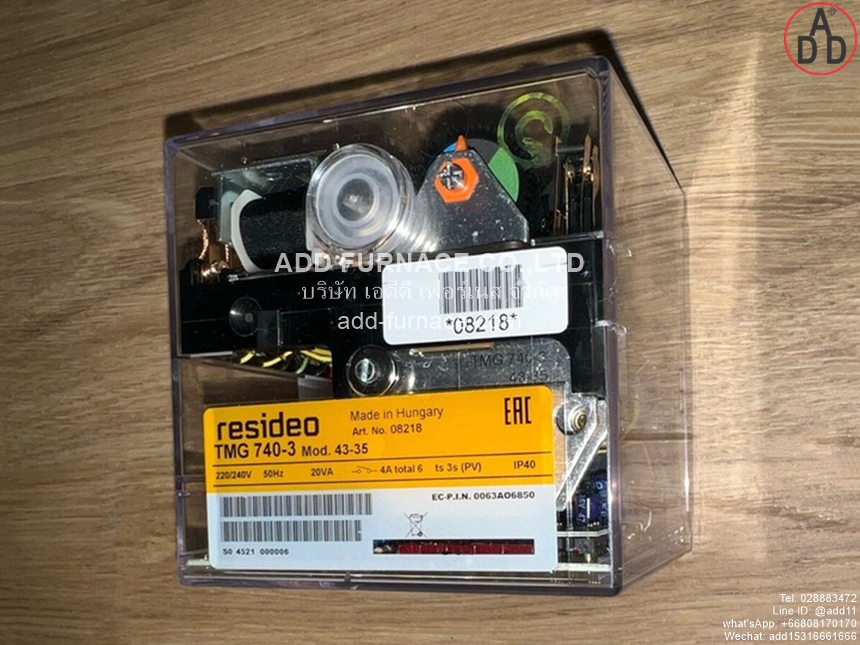 ADD®
ADD FURNACE CO.,LTD
บริษัท เอดีดี เฟอร์เนส จำกัด
add-furnace.com
*08218*
TMG 740-3
43-35
resideo
Made in Hungary
Art. No. 08218
EAC
TMG 740-3 Mod. 43-35
220/240V 50Hz 20VA 4A total 6 ts 3s (PV) IP40
EC-P.I.N. 0063AO6850
S0 4521 000006
Tel: 028883472
Line ID: @add11
what'sApp: +66808170170
Wechat: add15316661666